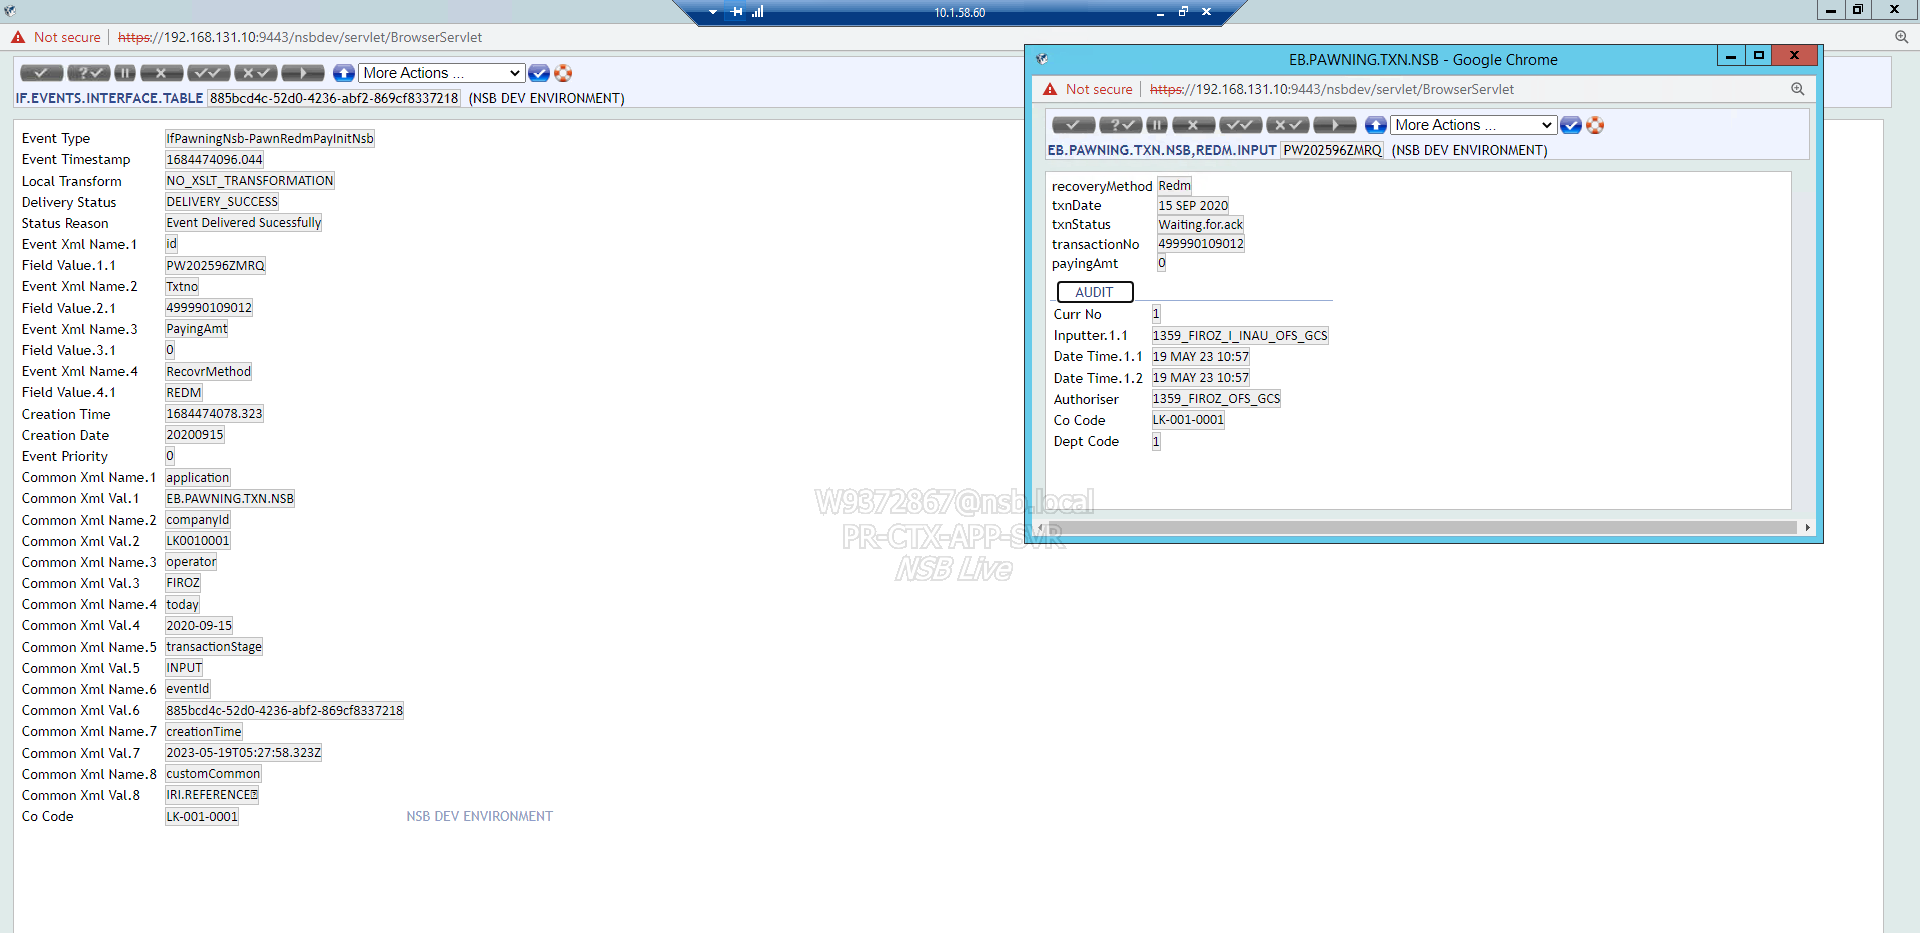 10.1.58.60
Not secure https://192.168.131.10:9443/nsbdev/servlet/BrowserServlet
More Actions ...
IF.EVENTS.INTERFACE.TABLE 885bcd4c-52d0-4236-abf2-869cf8337218 (NSB DEV ENVIRONMENT)
Event Type IfPawningNsb-PawnRedmPayInitNsb
Event Timestamp 1684474096.044
Local Transform NO_XSLT_TRANSFORMATION
Delivery Status DELIVERY_SUCCESS
Status Reason Event Delivered Sucessfully
Event Xml Name.1 id
Field Value.1.1 PW202596ZMRQ
Event Xml Name.2 Txtno
Field Value.2.1 499990109012
Event Xml Name.3 PayingAmt
Field Value.3.1 0
Event Xml Name.4 RecovrMethod
Field Value.4.1 REDM
Creation Time 1684474078.323
Creation Date 20200915
Event Priority 0
Common Xml Name.1 application
Common Xml Val.1 EB.PAWNING.TXN.NSB
Common Xml Name.2 companyId
Common Xml Val.2 LK0010001
Common Xml Name.3 operator
Common Xml Val.3 FIROZ
Common Xml Name.4 today
Common Xml Val.4 2020-09-15
Common Xml Name.5 transactionStage
Common Xml Val.5 INPUT
Common Xml Name.6 eventId
Common Xml Val.6 885bcd4c-52d0-4236-abf2-869cf8337218
Common Xml Name.7 creationTime
Common Xml Val.7 2023-05-19T05:27:58.323Z
Common Xml Name.8 customCommon
Common Xml Val.8 IRI.REFERENCE
Co Code LK-001-0001 NSB DEV ENVIRONMENT
EB.PAWNING.TXN.NSB - Google Chrome
Not secure https://192.168.131.10:9443/nsbdev/servlet/BrowserServlet
More Actions ...
EB.PAWNING.TXN.NSB,REDM.INPUT PW202596ZMRQ (NSB DEV ENVIRONMENT)
recoveryMethod Redm
txnDate 15 SEP 2020
txnStatus Waiting.for.ack
transactionNo 499990109012
payingAmt 0
AUDIT
Curr No 1
Inputter.1.1 1359_FIROZ_I_INAU_OFS_GCS
Date Time.1.1 19 MAY 23 10:57
Date Time.1.2 19 MAY 23 10:57
Authoriser 1359_FIROZ_OFS_GCS
Co Code LK-001-0001
Dept Code 1
W9372867@nsb.local
PR-CTX-APP-SVR
NSB Live